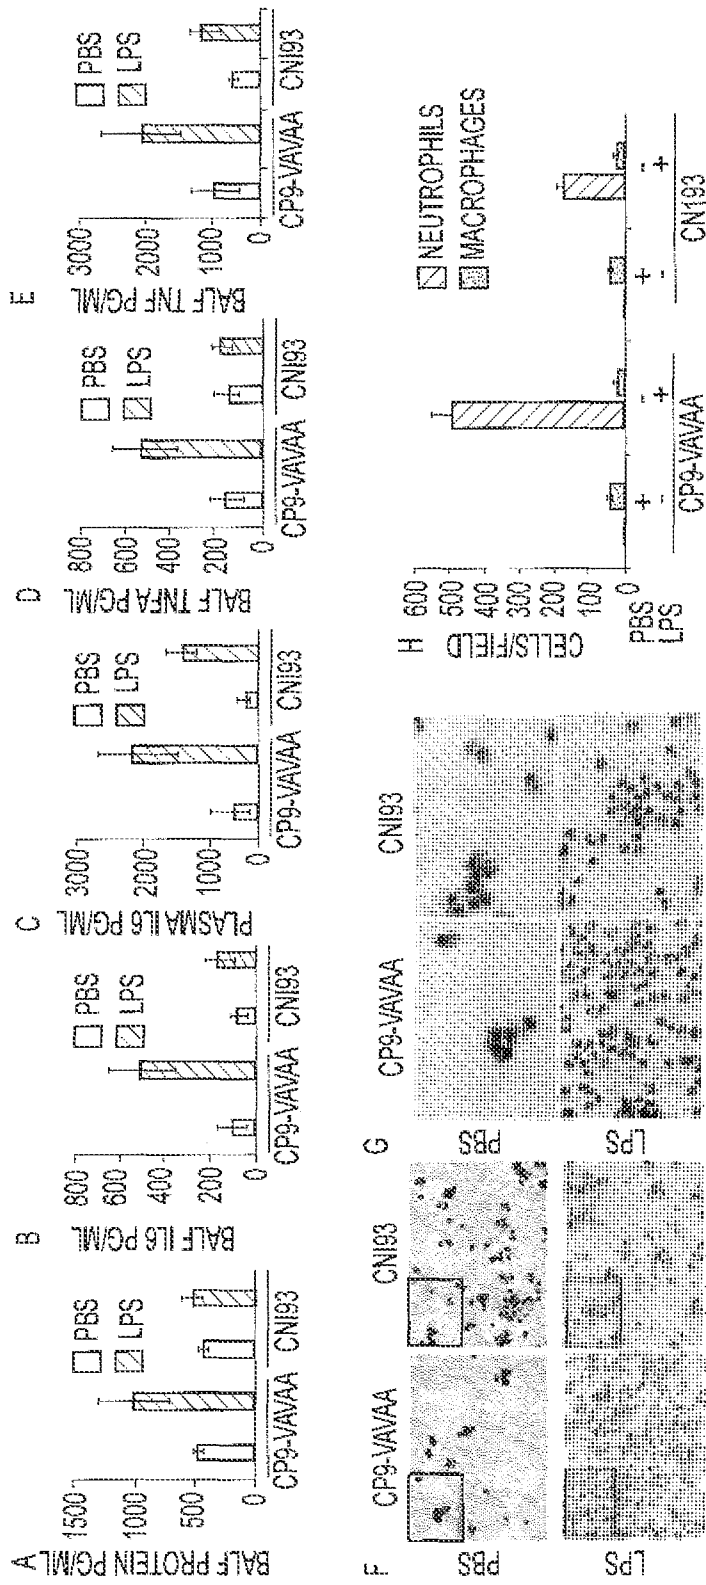 A
BALF PROTEIN PG/ML
1500
1000
500
0
PBS
LPS
CP9-VAVAA
CNI93
B
BALF IL6 PG/ML
800
600
400
200
0
PBS
LPS
CP9-VAVAA
CNI93
C
PLASMA IL6 PG/ML
3000
2000
1000
0
PBS
LPS
CP9-VAVAA
CNI93
D
BALF TNFA PG/ML
800
600
400
200
0
PBS
LPS
CP9-VAVAA
CNI93
E
BALF TNF PG/ML
3000
2000
1000
0
PBS
LPS
CP9-VAVAA
CNI93
F
CP9-VAVAA
CNI93
PBS
LPS
G
CP9-VAVAA
CNI93
PBS
LPS
H
CELLS/FIELD
600
500
400
300
200
100
0
NEUTROPHILS
MACROPHAGES
PBS + - + -
LPS - + - +
CP9-VAVAA
CN193